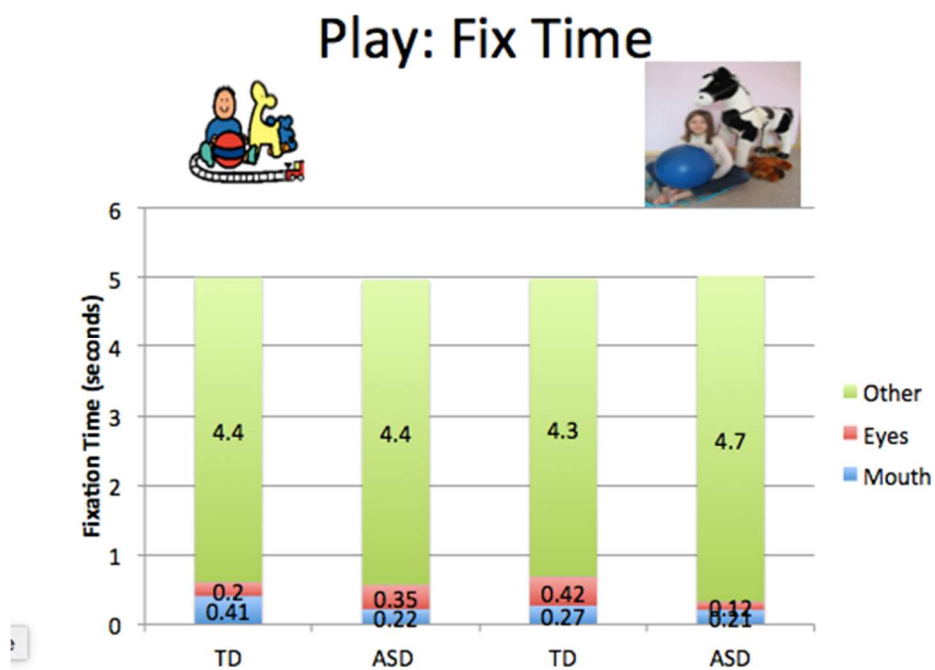 Play: Fix Time
6
5
4
3
2
1
0
Fixation Time (seconds)
4.4
4.4
4.3
4.7
0.2
0.35
0.42
0.12
0.41
0.22
0.27
0.21
TD
ASD
TD
ASD
Other
Eyes
Mouth